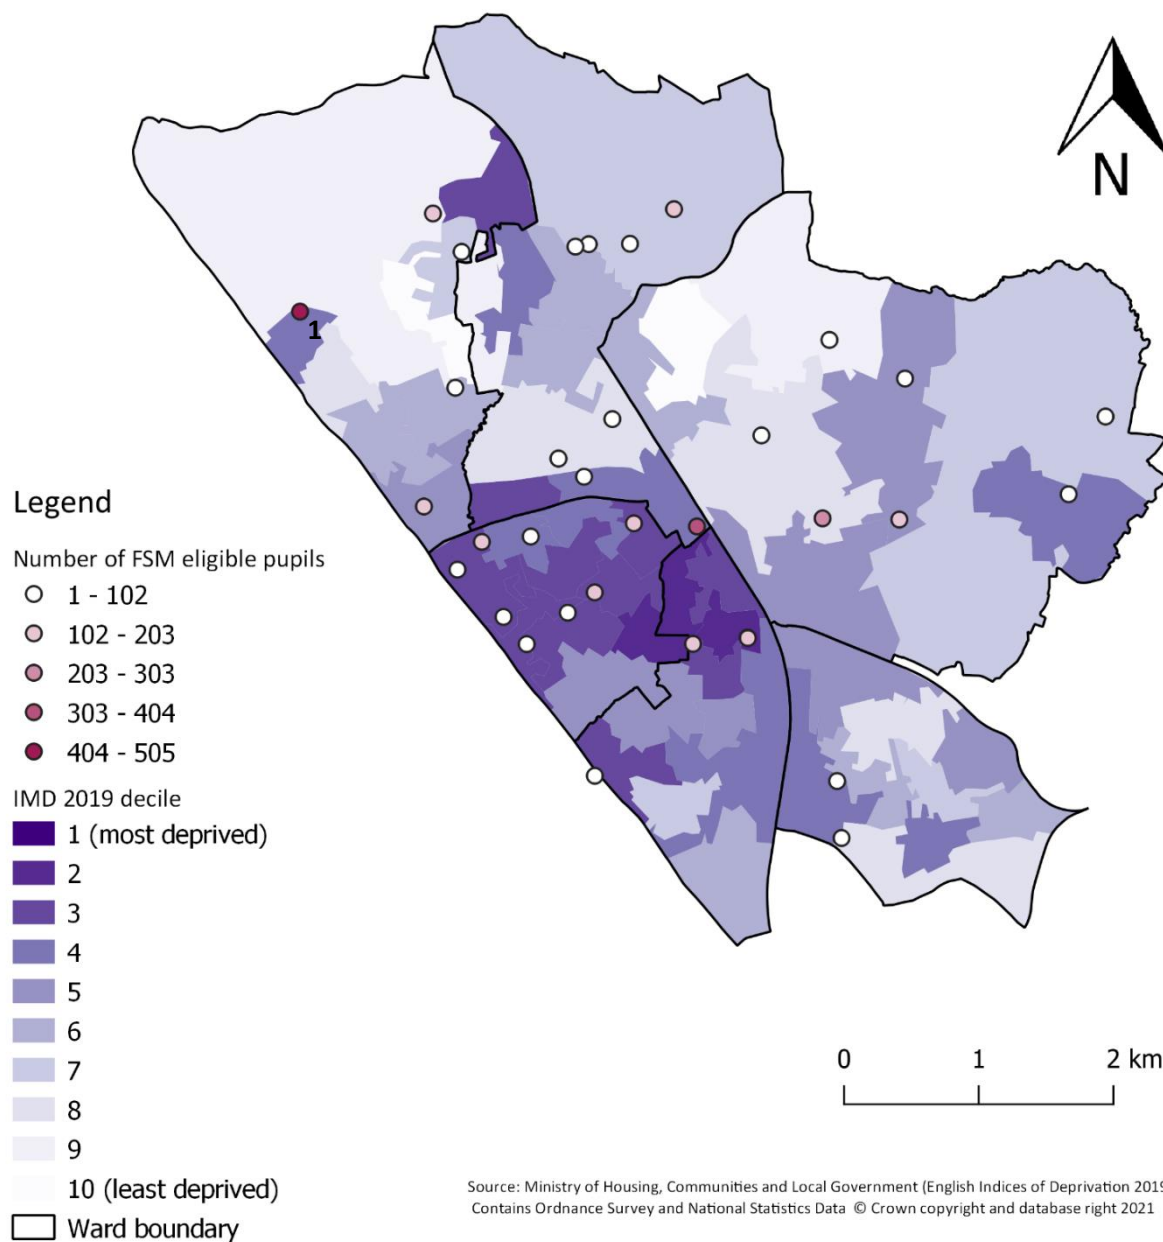 N
1
Legend
Number of FSM eligible pupils
1 - 102
102 - 203
203 - 303
303 - 404
404 - 505
IMD 2019 decile
1 (most deprived)
2
3
4
5
6
7
8
9
10 (least deprived)
Ward boundary
0 1 2 km
Source: Ministry of Housing, Communities and Local Government (English Indices of Deprivation 2019
Contains Ordnance Survey and National Statistics Data © Crown copyright and database right 2021